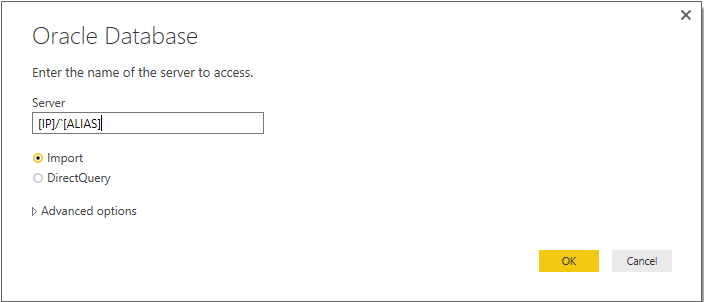 Oracle Database
Enter the name of the server to access.
Server
[IP]/`[ALIAS]
Import
DirectQuery
Advanced options
OK Cancel